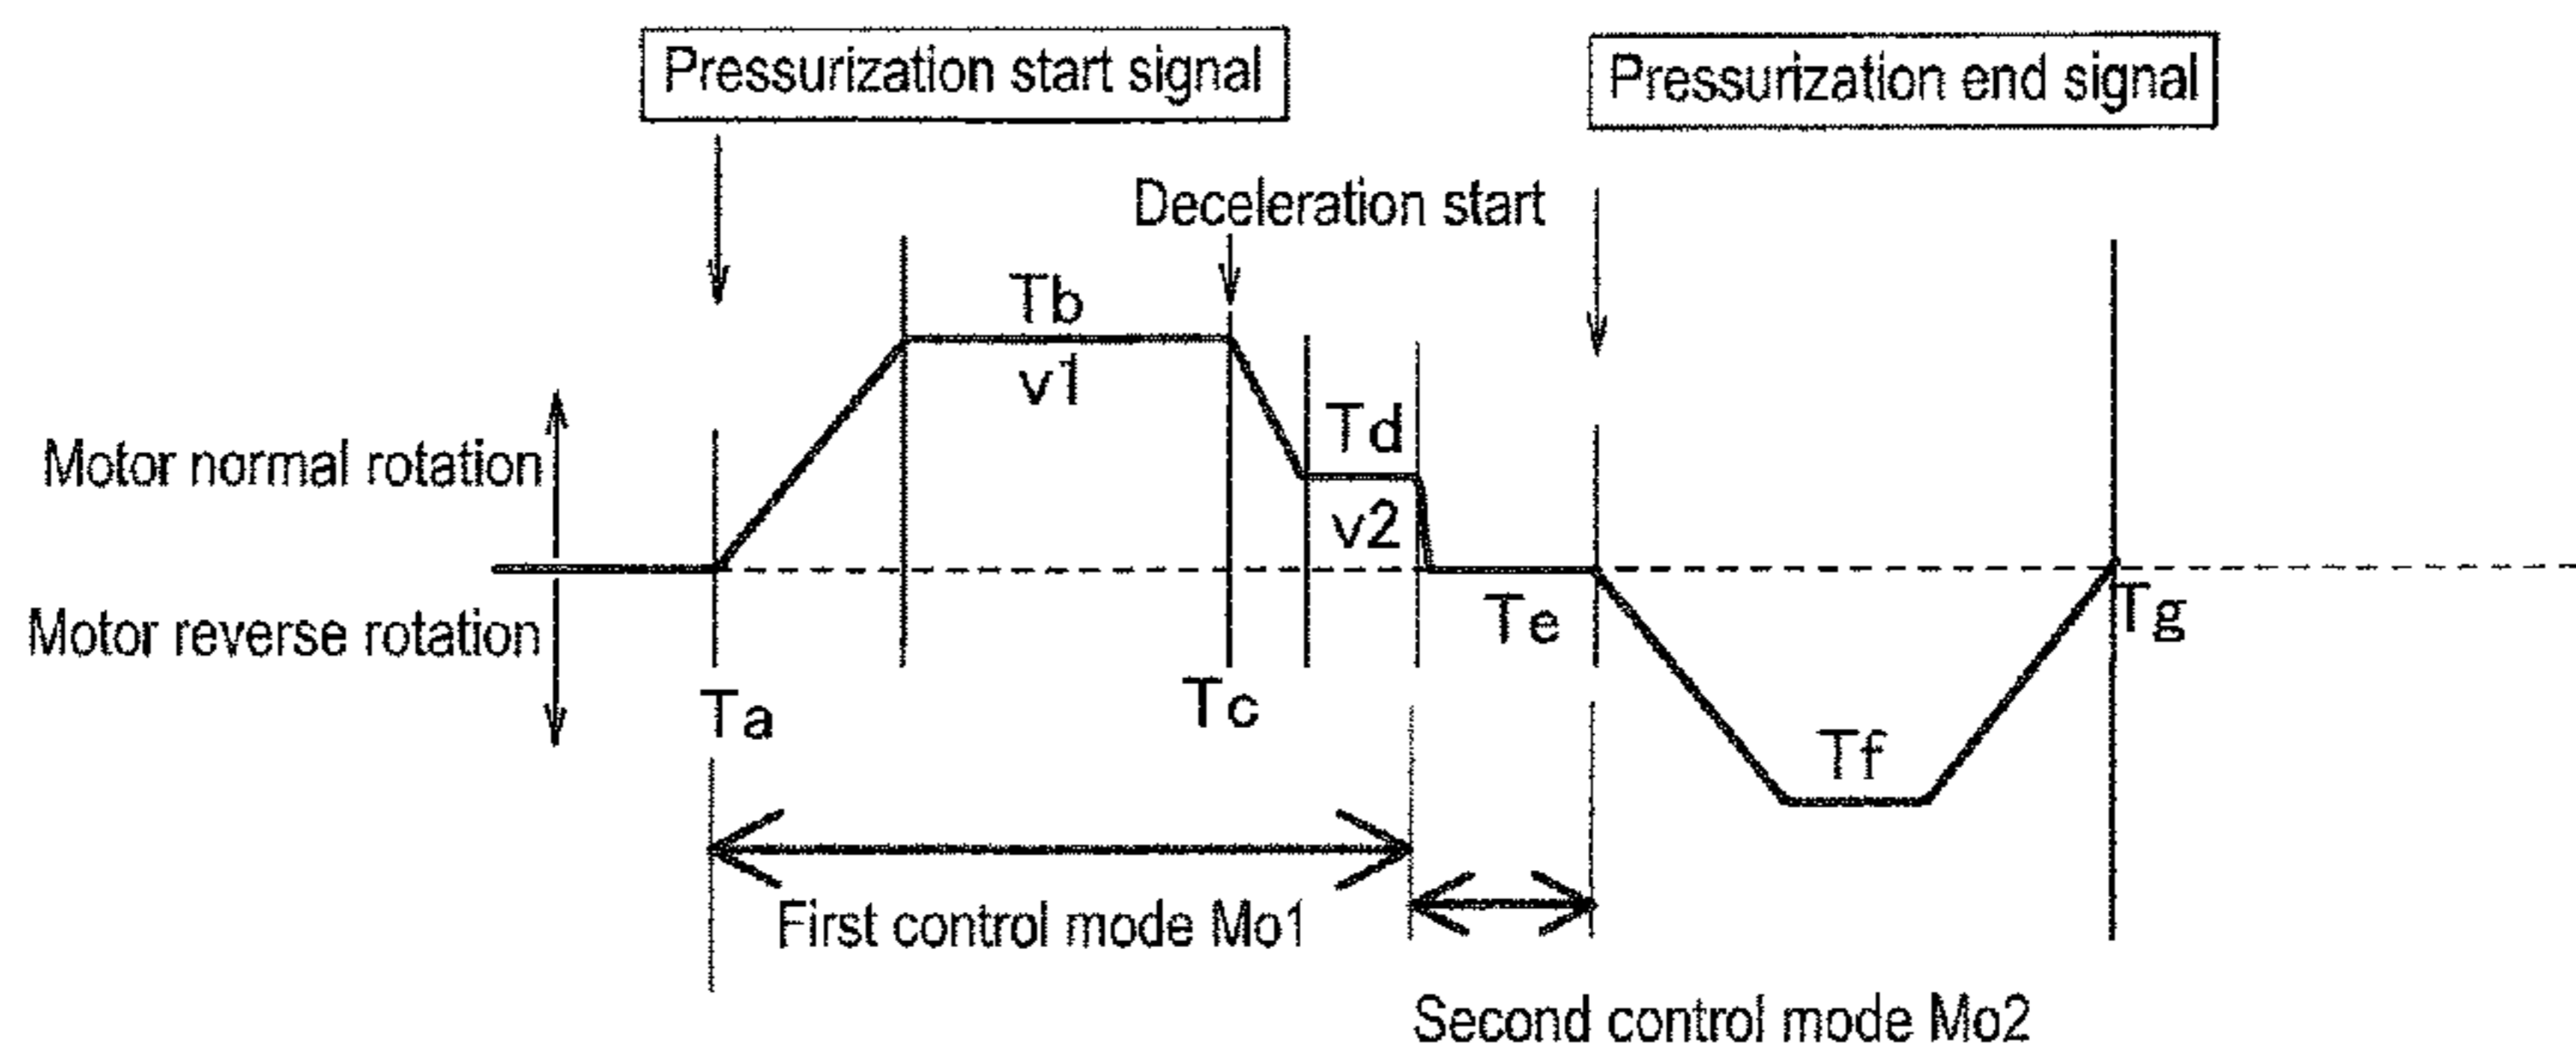 Pressurization start signal
Pressurization end signal
Deceleration start
Tb
v1
Td
v2
Motor normal rotation
Motor reverse rotation
Te
Tg
Ta
Tc
Tf
First control mode Mo1
Second control mode Mo2